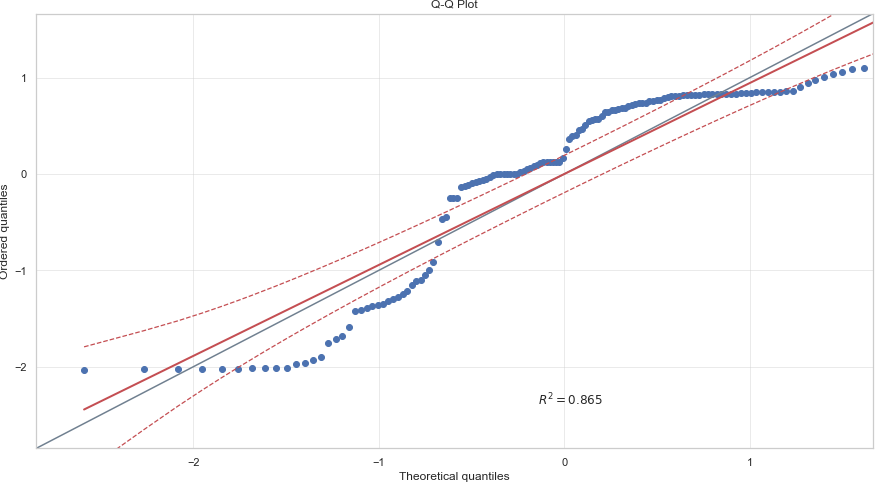 Q-Q Plot
1
0
−1
−2
Ordered quantiles
R² = 0.865
−2
−1
0
1
Theoretical quantiles